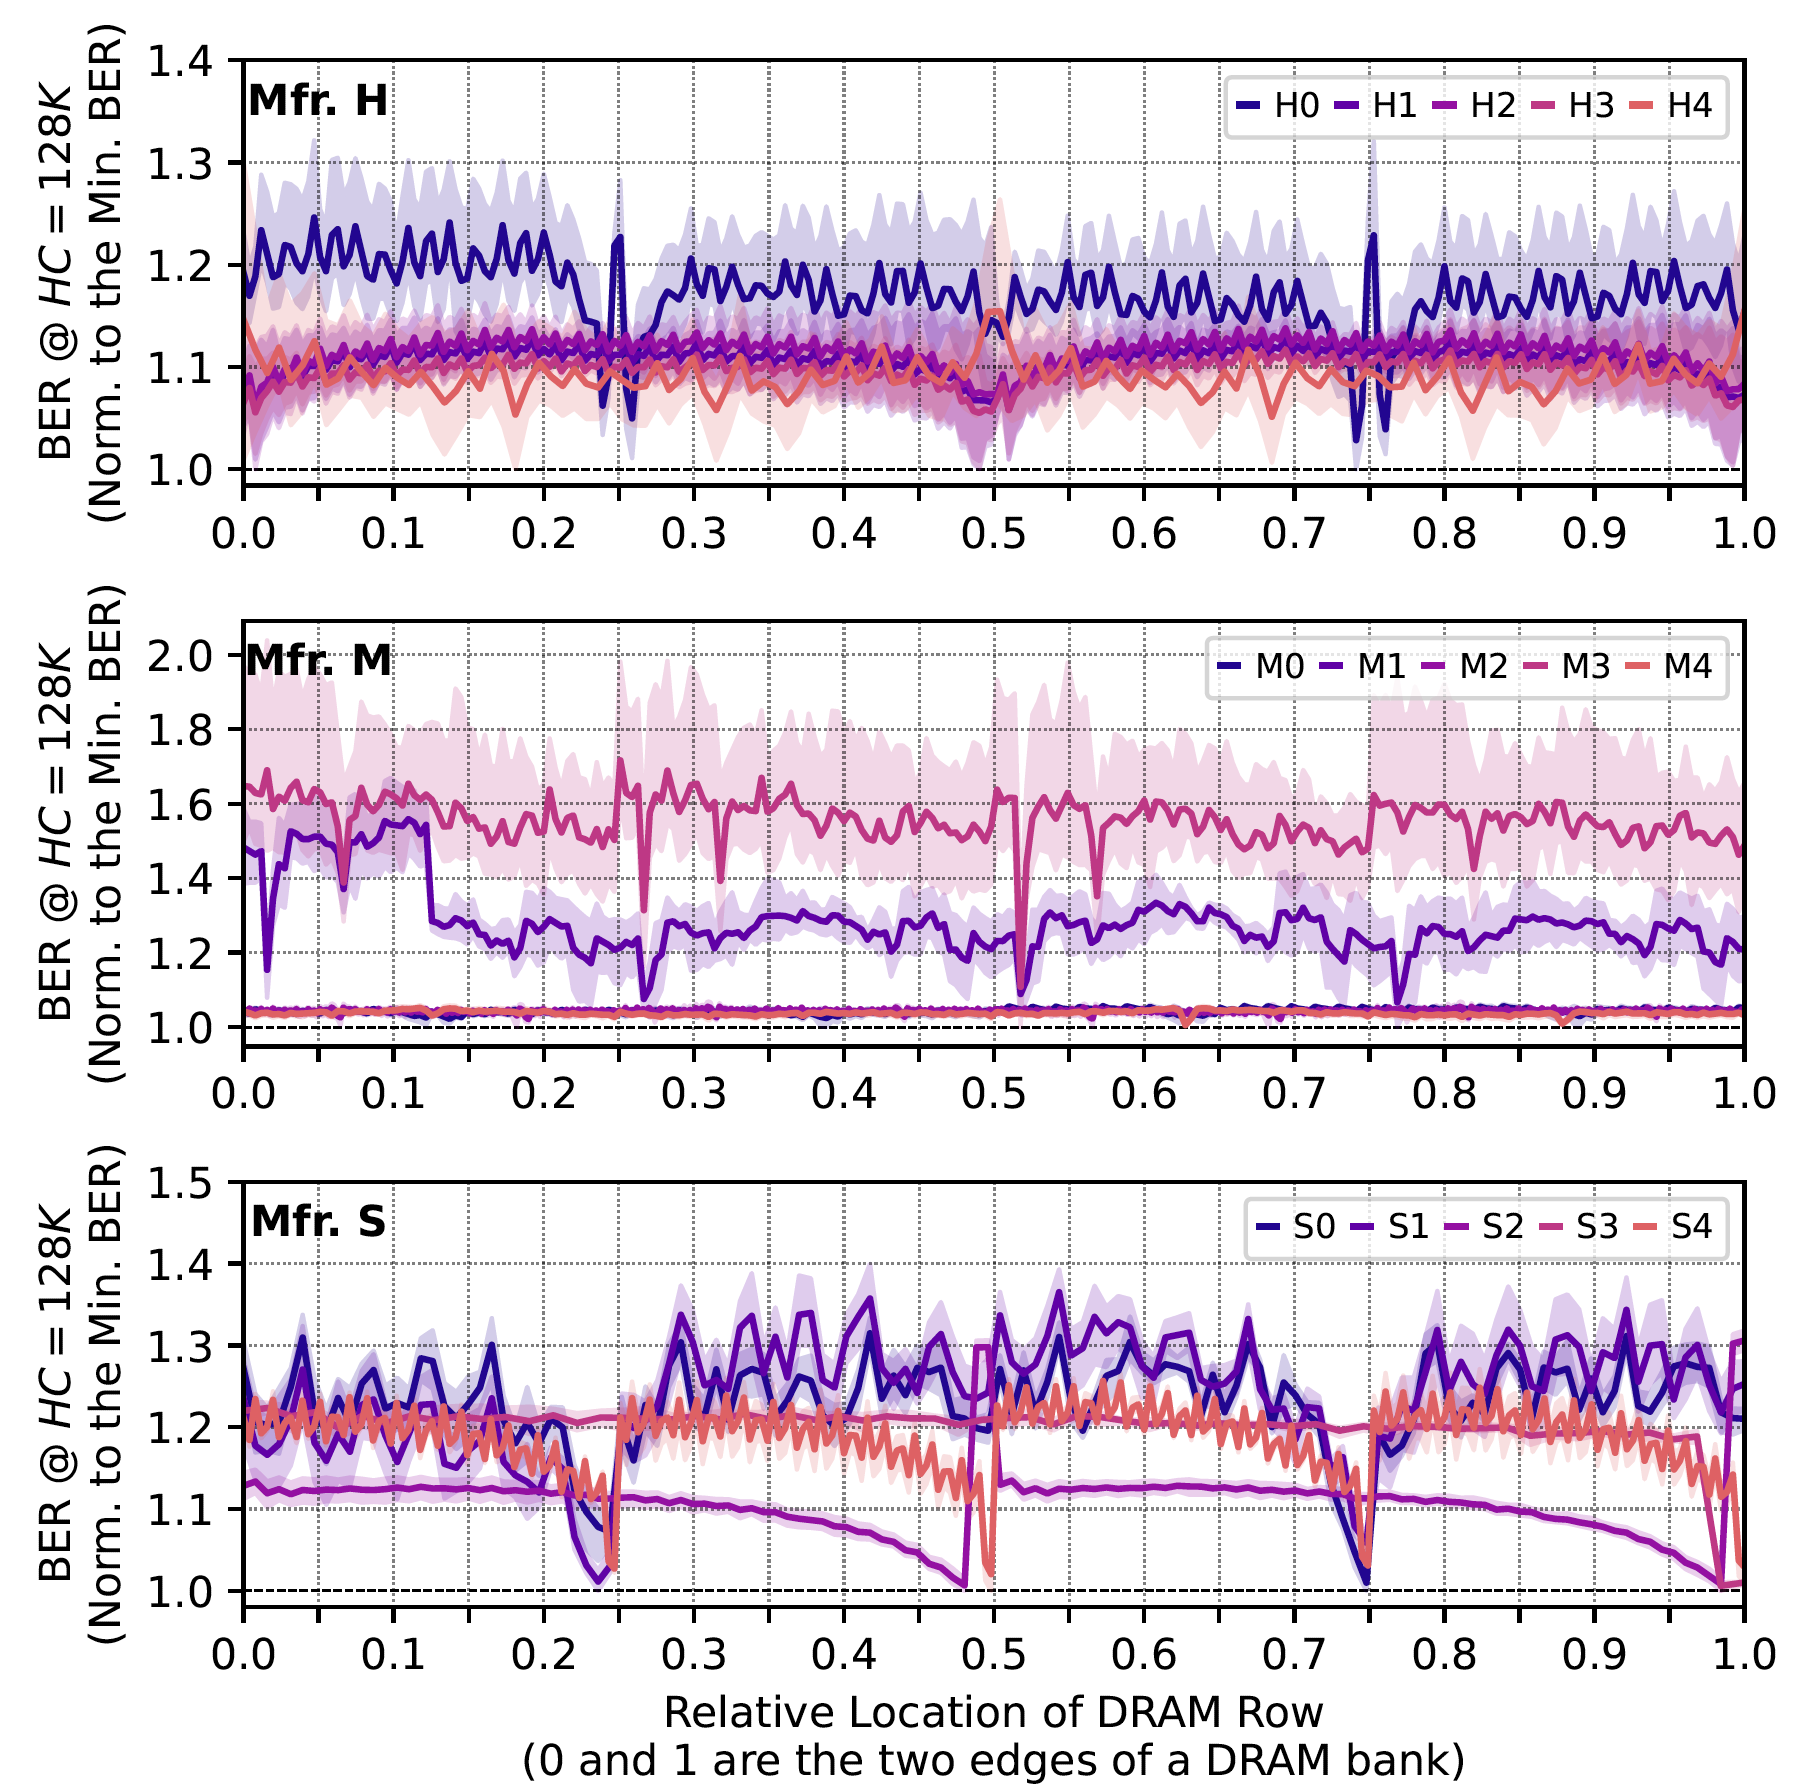 BER @ HC = 128K
(Norm. to the Min. BER)
1.4
1.3
1.2
1.1
1.0
Mfr. H
H0 H1 H2 H3 H4
0.0 0.1 0.2 0.3 0.4 0.5 0.6 0.7 0.8 0.9 1.0
BER @ HC = 128K
(Norm. to the Min. BER)
2.0
1.8
1.6
1.4
1.2
1.0
Mfr. M
M0 M1 M2 M3 M4
0.0 0.1 0.2 0.3 0.4 0.5 0.6 0.7 0.8 0.9 1.0
BER @ HC = 128K
(Norm. to the Min. BER)
1.5
1.4
1.3
1.2
1.1
1.0
Mfr. S
S0 S1 S2 S3 S4
0.0 0.1 0.2 0.3 0.4 0.5 0.6 0.7 0.8 0.9 1.0
Relative Location of DRAM Row
(0 and 1 are the two edges of a DRAM bank)